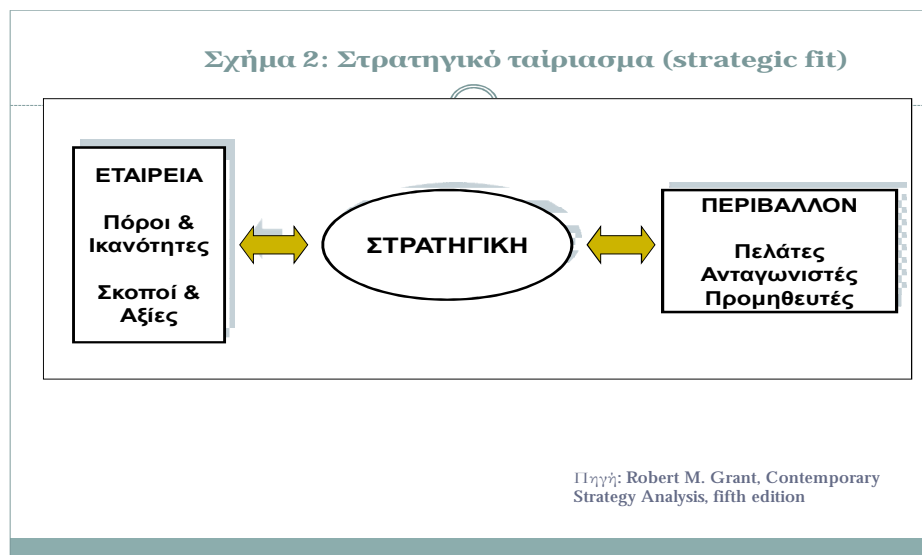 Σχήμα 2: Στρατηγικό ταίριασμα (strategic fit)
ΕΤΑΙΡΕΙΑ
Πόροι &
Ικανότητες
Σκοποί &
Αξίες
ΣΤΡΑΤΗΓΙΚΗ
ΠΕΡΙΒΑΛΛΟΝ
Πελάτες
Ανταγωνιστές
Προμηθευτές
Πηγή: Robert M. Grant, Contemporary
Strategy Analysis, fifth edition